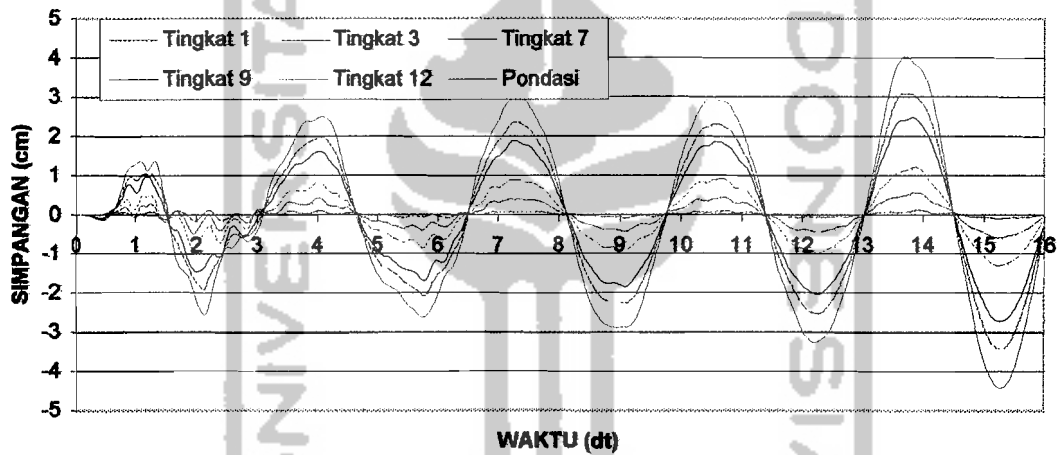 5
4
3
2
1
0
-1
-2
-3
-4
-5
SIMPANGAN (cm)
Tingkat 1 Tingkat 3 Tingkat 7
Tingkat 9 Tingkat 12 Pondasi
0 1 2 3 4 5 6 7 8 9 10 11 12 13 14 15 16
WAKTU (dt)